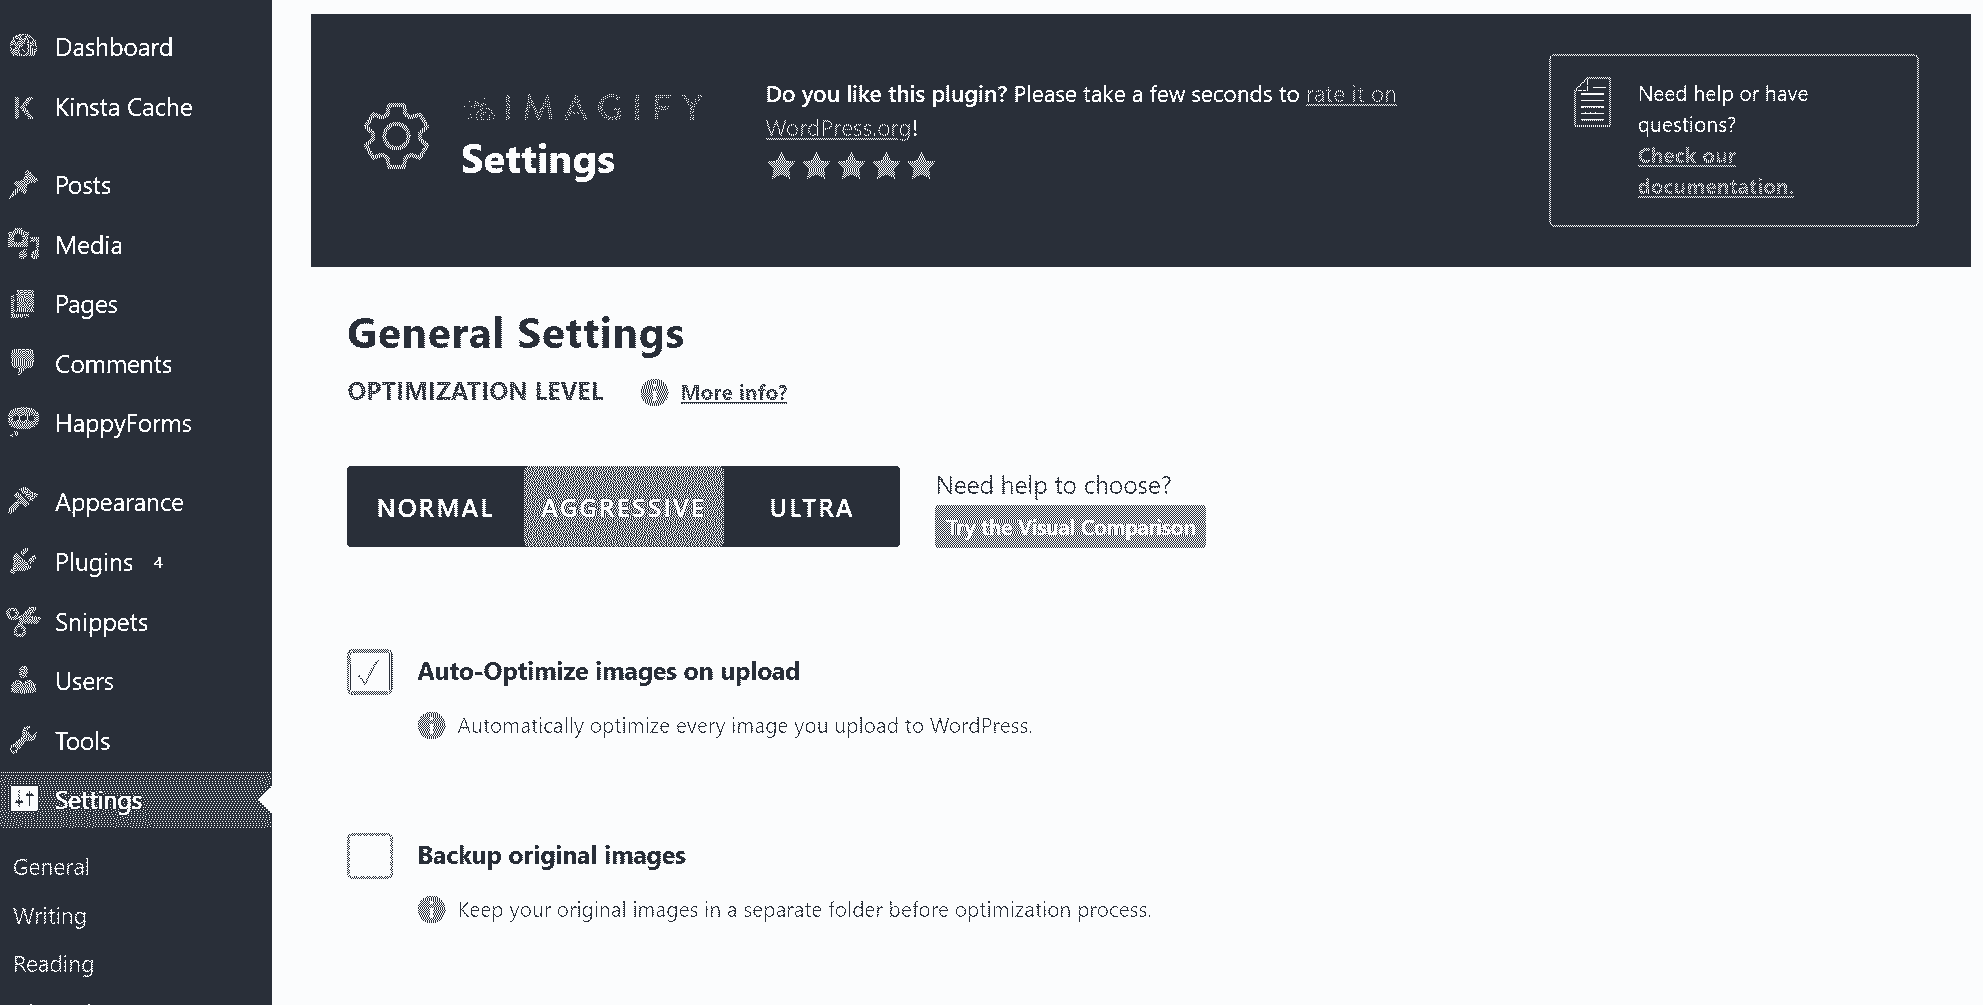 Dashboard
Kinsta Cache
Posts
Media
Pages
Comments
HappyForms
Appearance
Plugins 4
Snippets
Users
Tools
Settings
General
Writing
Reading
IMAGIFY
Settings
Do you like this plugin? Please take a few seconds to rate it on
WordPress.org!
Need help or have
questions?
Check our
documentation.
General Settings
OPTIMIZATION LEVEL More info?
NORMAL AGGRESSIVE ULTRA
Need help to choose?
Try the Visual Comparison
Auto-Optimize images on upload
Automatically optimize every image you upload to WordPress.
Backup original images
Keep your original images in a separate folder before optimization process.